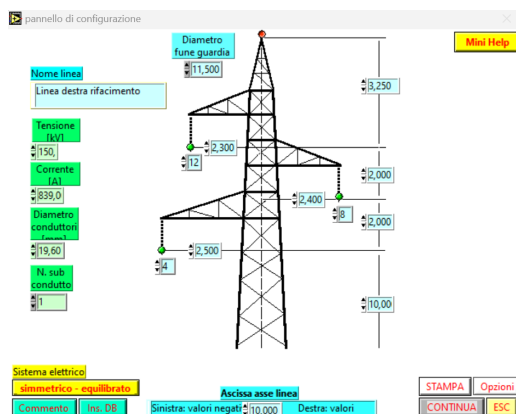 pannello di configurazione
Diametro
fune guardia
Mini Help
11,500
Nome linea
3,250
Linea destra rifacimento
Tensione
[kV]
150,
2,300
12
Corrente
[A]
2,000
839,0
2,400
8
Diametro
conduttori
[mm]
2,000
19,60
2,500
4
N. sub
condutto
1
10,00
Sistema elettrico
simmetrico - equilibrato
STAMPA
Opzioni
Ascissa asse linea
Commento
Ins. DB
Sinistra: valori negati
10,000
Destra: valori
CONTINUA
ESC